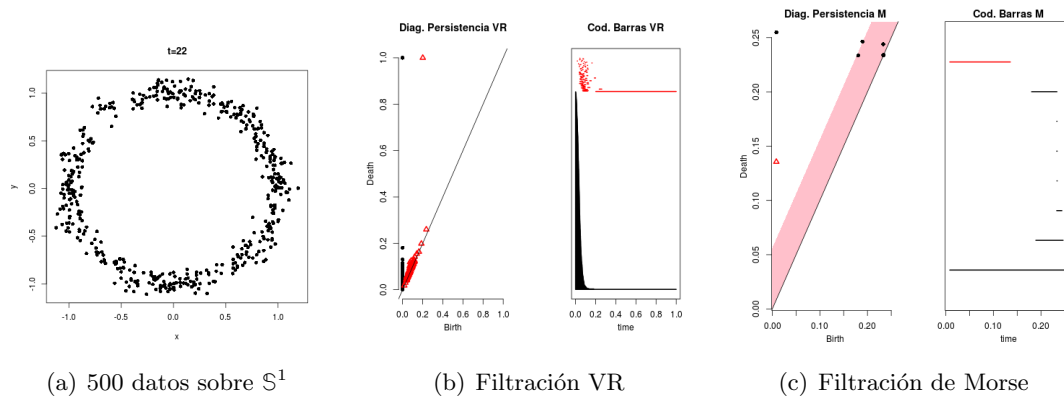 t=22
y
-1.0 -0.5 0.0 0.5 1.0
-1.0 -0.5 0.0 0.5 1.0
x
(a) 500 datos sobre 𝕊¹
Diag. Persistencia VR
Death
0.0 0.2 0.4 0.6 0.8 1.0
0.0 0.2 0.4 0.6 0.8 1.0
Birth
Cod. Barras VR
0.0 0.2 0.4 0.6 0.8 1.0
time
(b) Filtración VR
Diag. Persistencia M
Death
0.00 0.05 0.10 0.15 0.20 0.25
0.00 0.10 0.20
Birth
Cod. Barras M
0.00 0.10 0.20
time
(c) Filtración de Morse